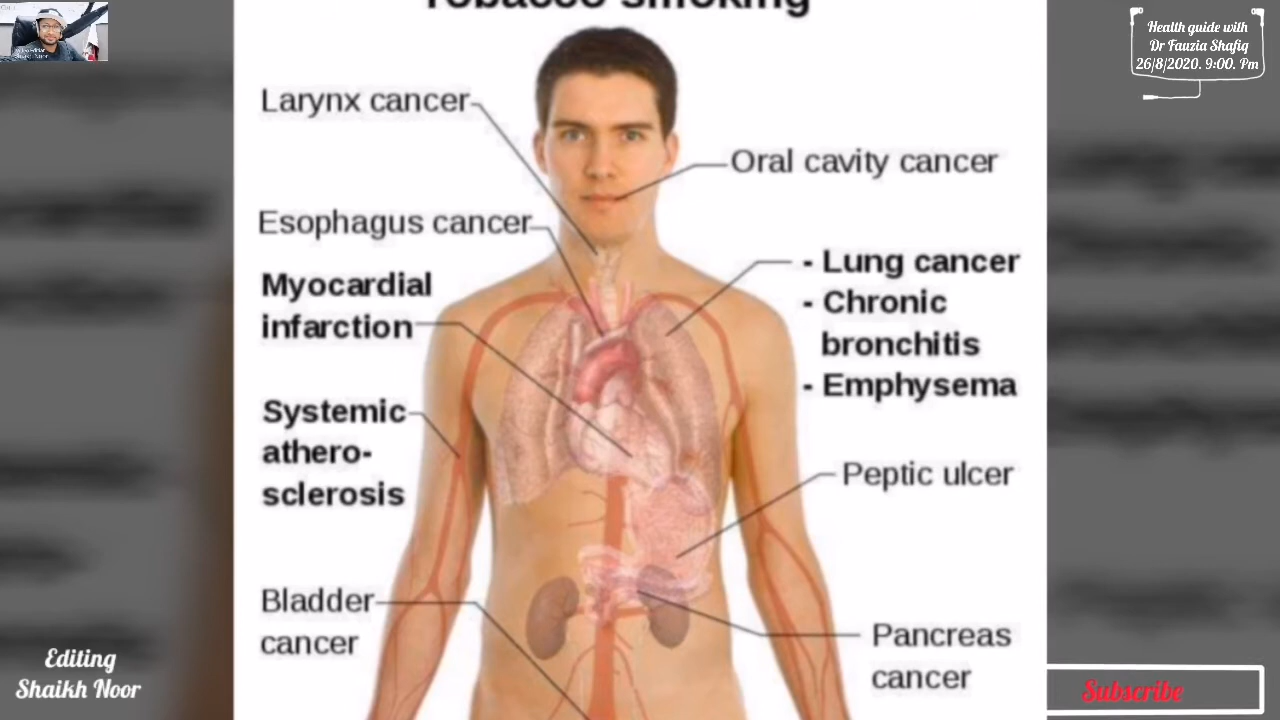 Tobacco smoking
Health guide with
Dr Fauzia Shafiq
26/8/2020. 9:00. Pm
Larynx cancer
Oral cavity cancer
Esophagus cancer
Myocardial
infarction
- Lung cancer
- Chronic
bronchitis
- Emphysema
Systemic
athero-
sclerosis
Peptic ulcer
Bladder
cancer
Pancreas
cancer
Editing
Shaikh Noor
Subscribe